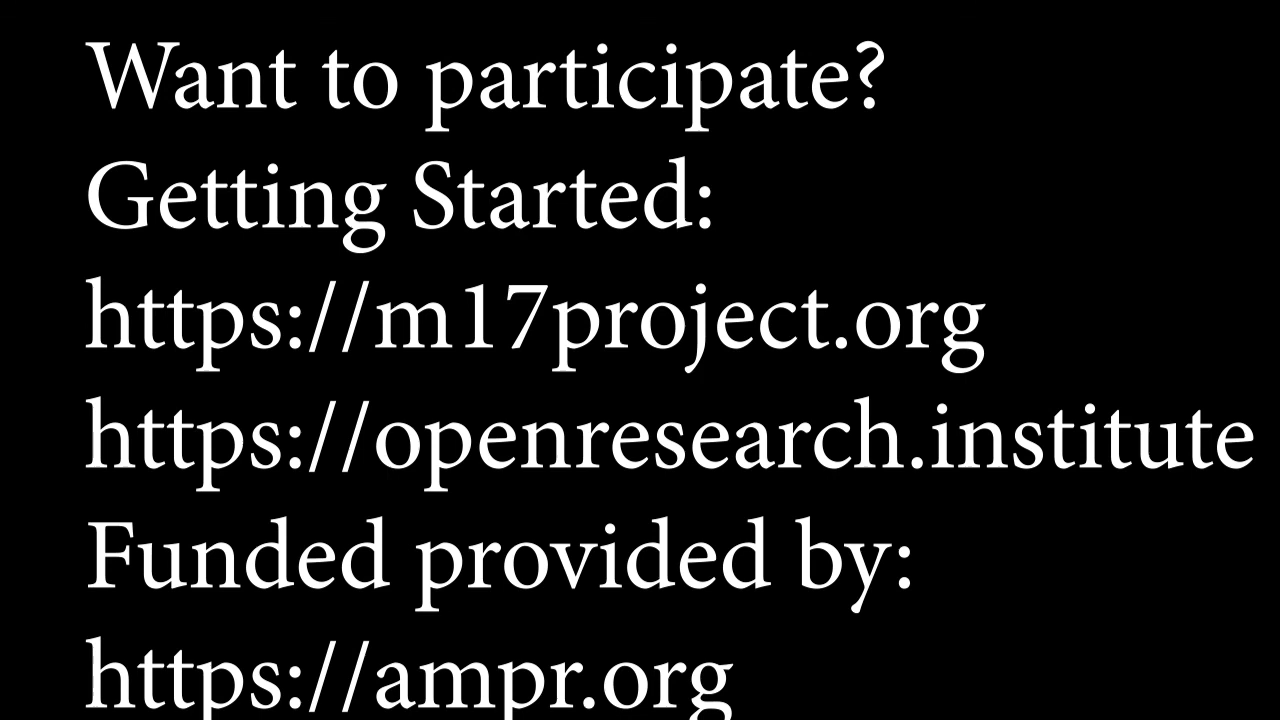 Want to participate?
Getting Started:
https://m17project.org
https://openresearch.institute
Funded provided by:
https://ampr.org